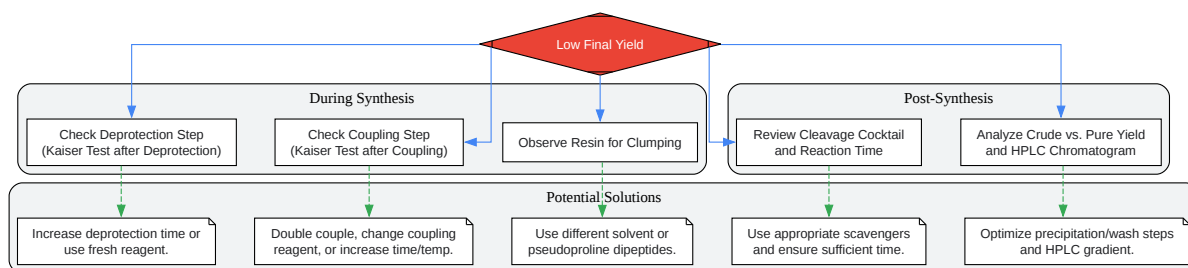 Low Final Yield
During Synthesis
Post-Synthesis
Check Deprotection Step
(Kaiser Test after Deprotection)
Check Coupling Step
(Kaiser Test after Coupling)
Observe Resin for Clumping
Review Cleavage Cocktail
and Reaction Time
Analyze Crude vs. Pure Yield
and HPLC Chromatogram
Potential Solutions
Increase deprotection time or
use fresh reagent.
Double couple, change coupling
reagent, or increase time/temp.
Use different solvent or
pseudoproline dipeptides.
Use appropriate scavengers
and ensure sufficient time.
Optimize precipitation/wash steps
and HPLC gradient.